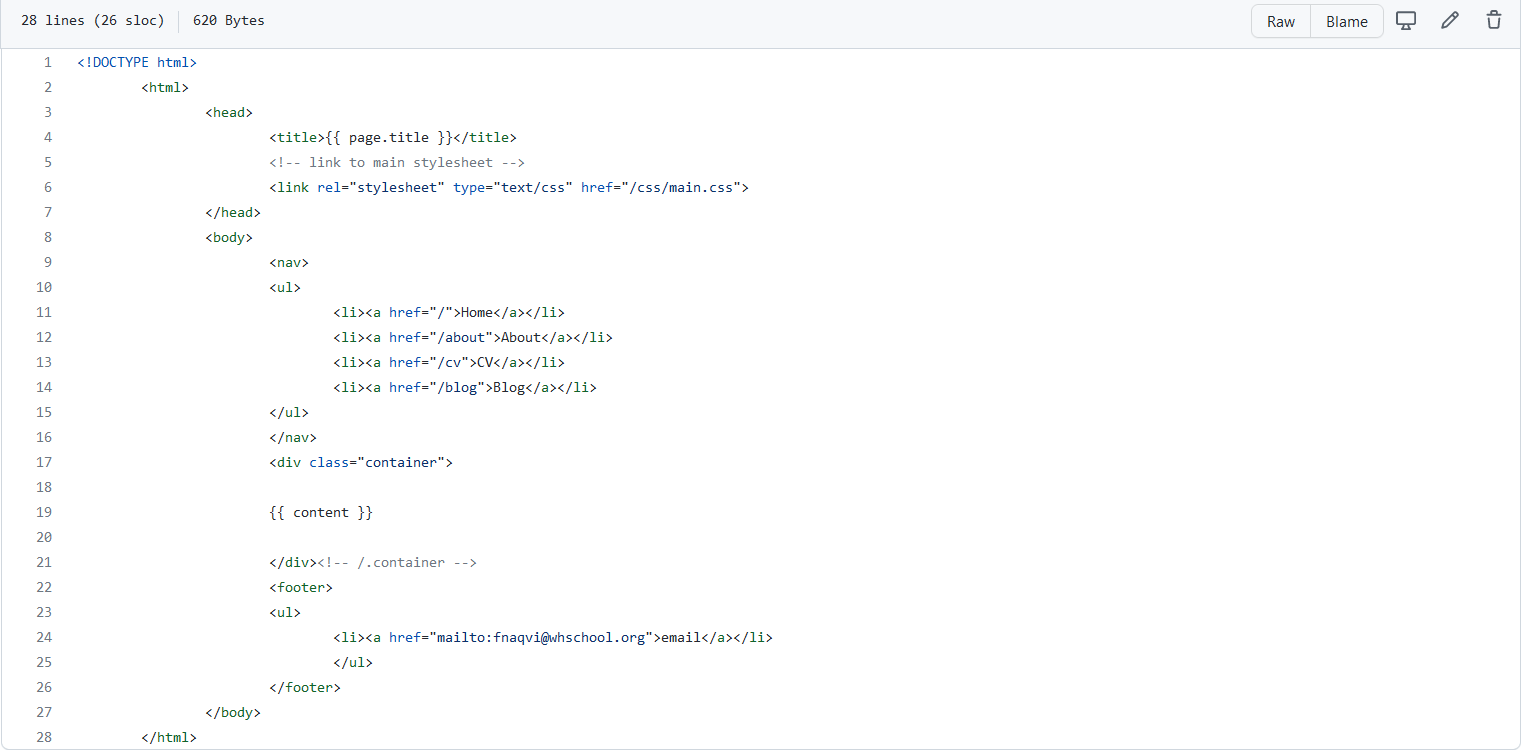 28 lines (26 sloc) 620 Bytes Raw Blame
1 <!DOCTYPE html>
2 <html>
3 <head>
4 <title>{{ page.title }}</title>
5 <!-- link to main stylesheet -->
6 <link rel="stylesheet" type="text/css" href="/css/main.css">
7 </head>
8 <body>
9 <nav>
10 <ul>
11 <li><a href="/">Home</a></li>
12 <li><a href="/about">About</a></li>
13 <li><a href="/cv">CV</a></li>
14 <li><a href="/blog">Blog</a></li>
15 </ul>
16 </nav>
17 <div class="container">
18
19 {{ content }}
20
21 </div><!-- /.container -->
22 <footer>
23 <ul>
24 <li><a href="mailto:fnaqvi@whschool.org">email</a></li>
25 </ul>
26 </footer>
27 </body>
28 </html>